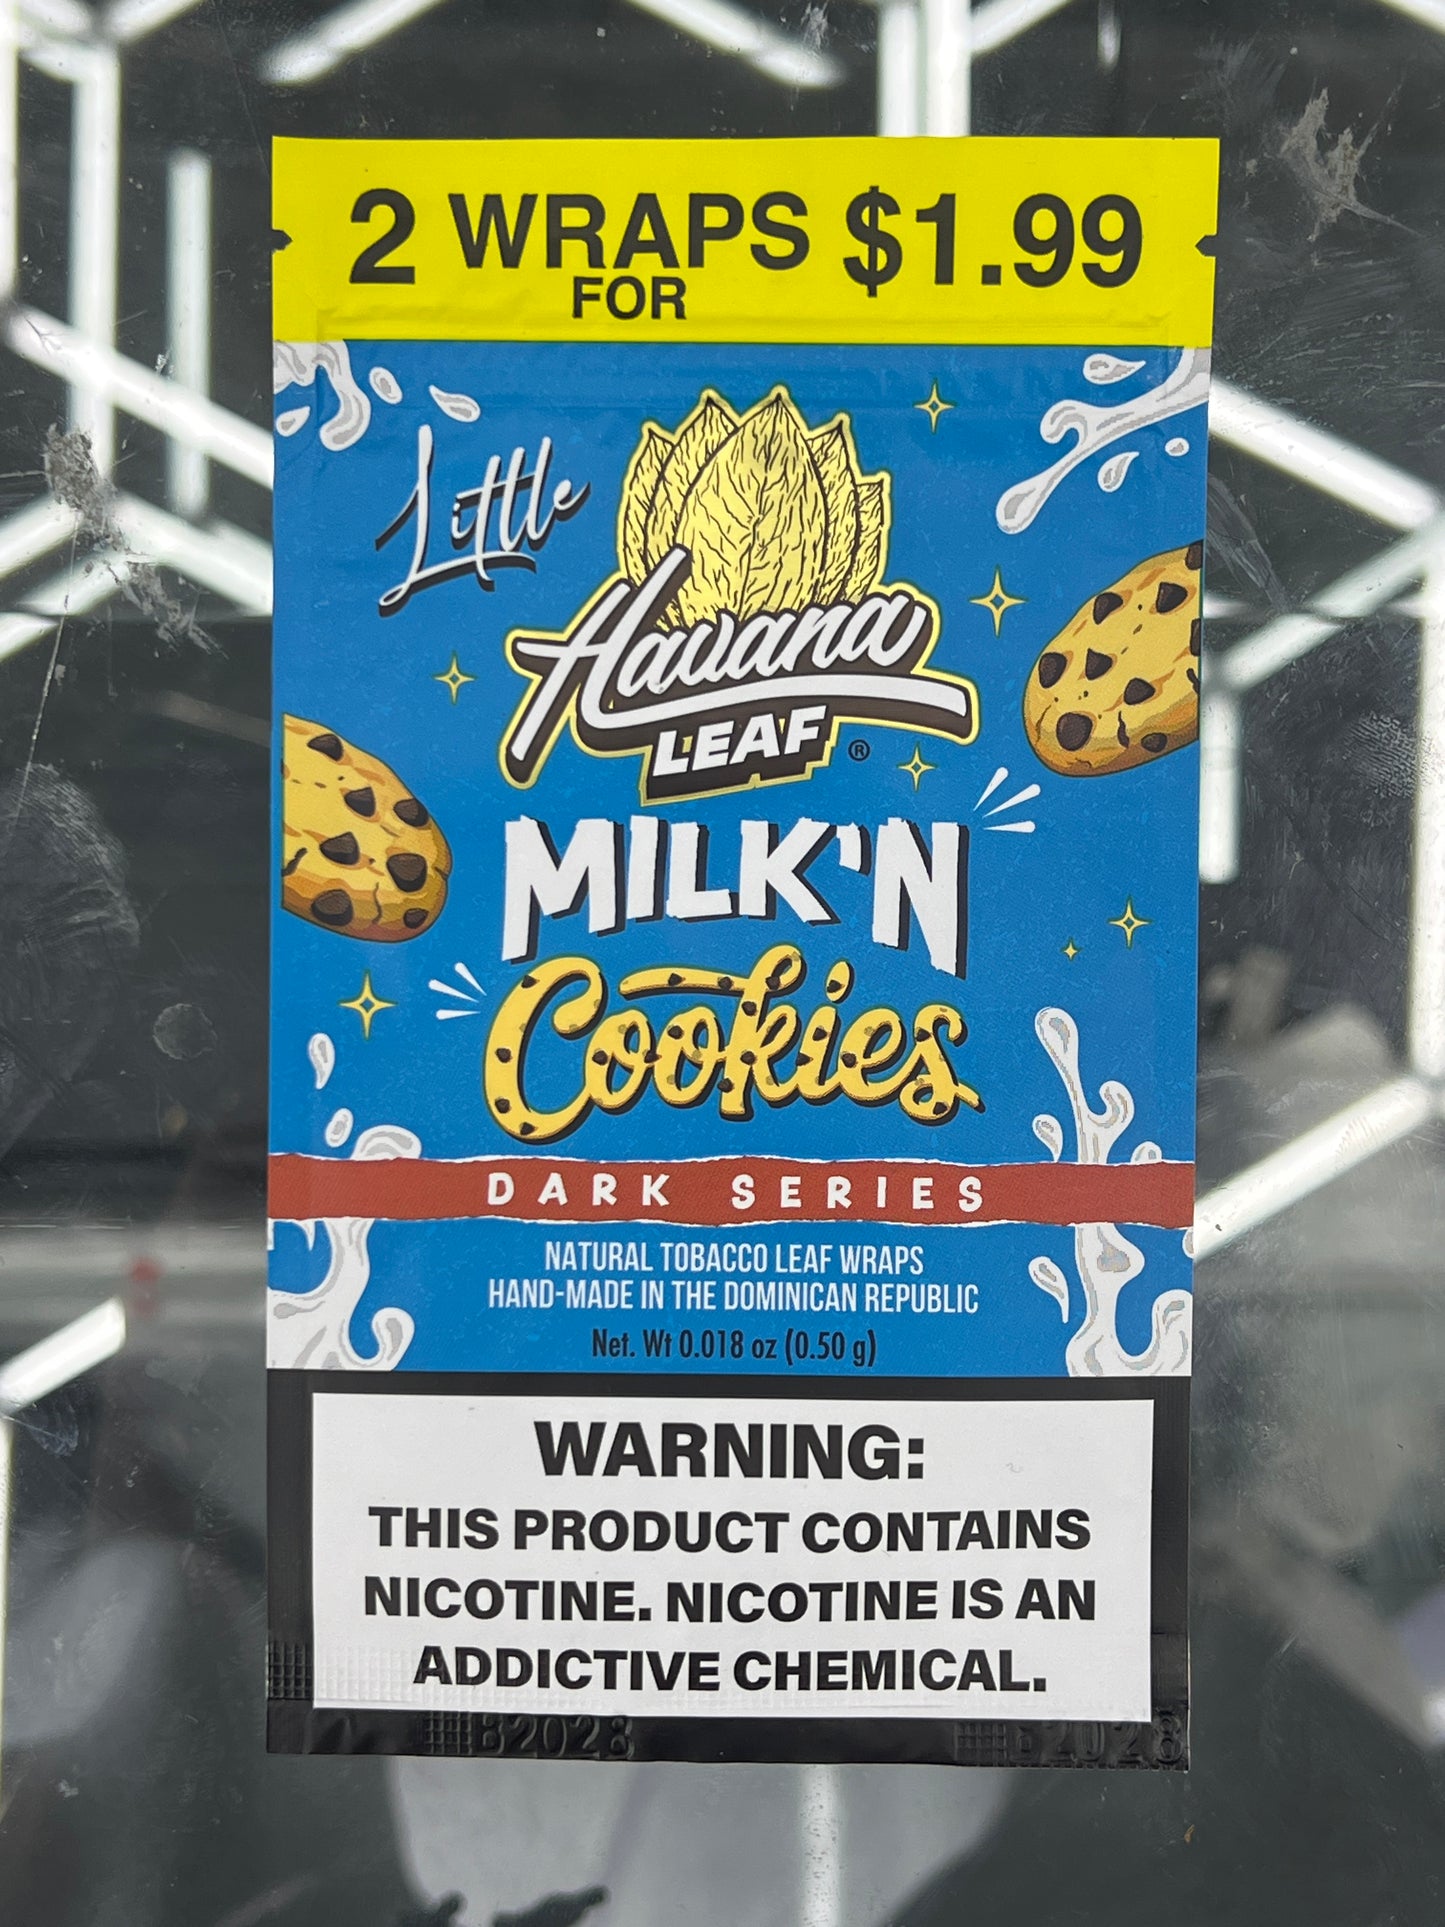 2 WRAPS FOR $1.99
Little
Havana
LEAF®
MILK'N
Cookies
DARK SERIES
NATURAL TOBACCO LEAF WRAPS
HAND-MADE IN THE DOMINICAN REPUBLIC
Net. Wt 0.018 oz (0.50 g)
WARNING:
THIS PRODUCT CONTAINS
NICOTINE. NICOTINE IS AN
ADDICTIVE CHEMICAL.
B2028 B2028